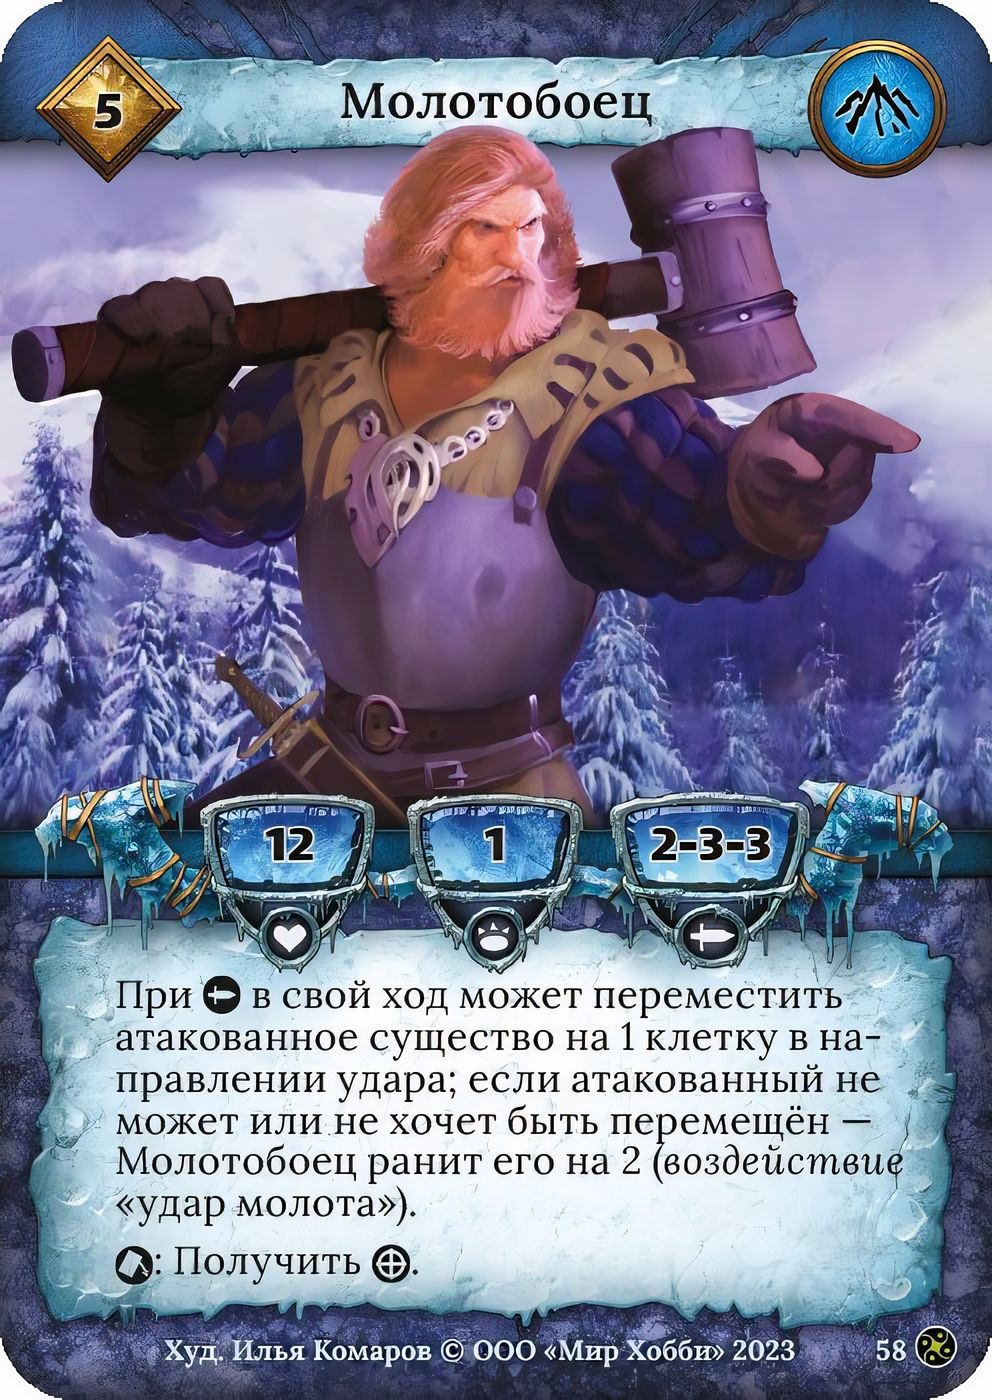 5
Молотобоец
12
1
2-3-3
При в свой ход может переместить
атакованное существо на 1 клетку в на-
правлении удара; если атакованный не
может или не хочет быть перемещён —
Молотобоец ранит его на 2 (воздействие
«удар молота»).
: Получить .
Худ. Илья Комаров © ООО «Мир Хобби» 2023
58